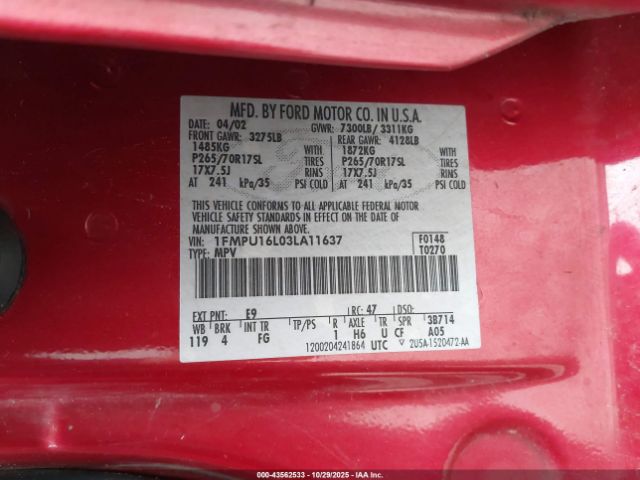 MFD. BY FORD MOTOR CO. IN U.S.A.
DATE: 04/02 GVWR: 7300LB/ 3311KG
FRONT GAWR: 3275LB REAR GAWR: 4128LB
1485KG WITH 1872KG WITH
P265/70R17SL TIRES P265/70R17SL TIRES
17X7.5J RIMS 17X7.5J RIMS
AT 241 kPa/35 PSI COLD AT 241 kPa/35 PSI COLD
THIS VEHICLE CONFORMS TO ALL APPLICABLE FEDERAL MOTOR
VEHICLE SAFETY STANDARDS IN EFFECT ON THE DATE OF
MANUFACTURE SHOWN ABOVE.
VIN: 1FMPU16L03LA11637 F0148
TYPE: MPV T0270
EXT PNT: E9 RC: 47 DSO:
WB BRK INT TR TP/PS R AXLE TR SPR 3B714
119 4 FG 1 H6 U CF A05
1200204241864 UTC ▽ 2U5A-1520472-AA
000-43562533 - 10/29/2025 - IAAI.COM